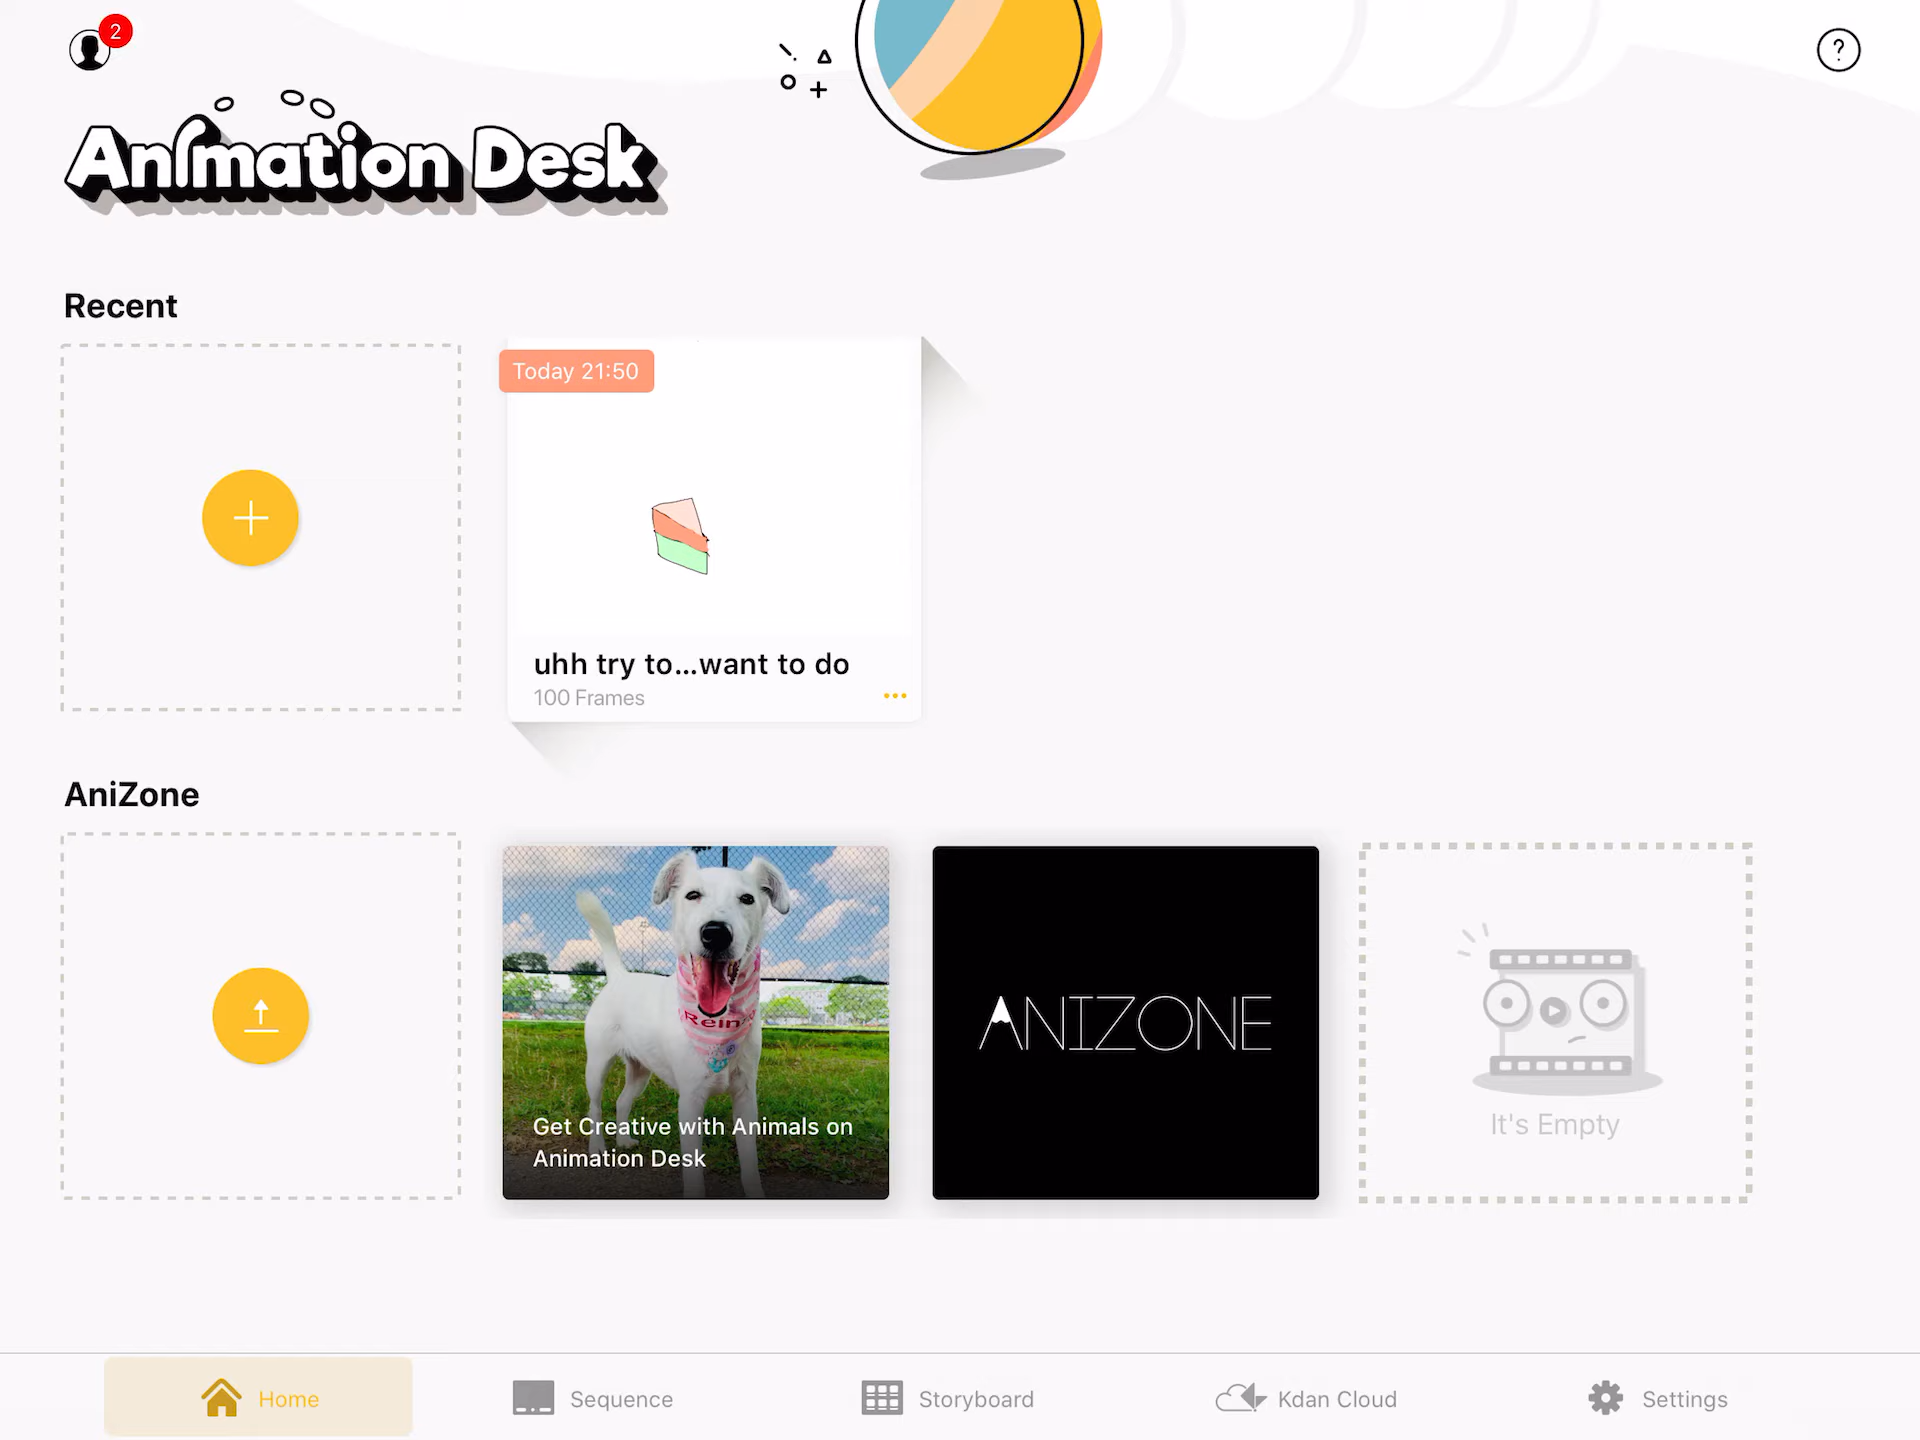 2
?
Animation Desk
Recent
Today 21:50
uhh try to...want to do
100 Frames
AniZone
Rein
Get Creative with Animals on
Animation Desk
ANIZONE
It's Empty
Home
Sequence
Storyboard
Kdan Cloud
Settings